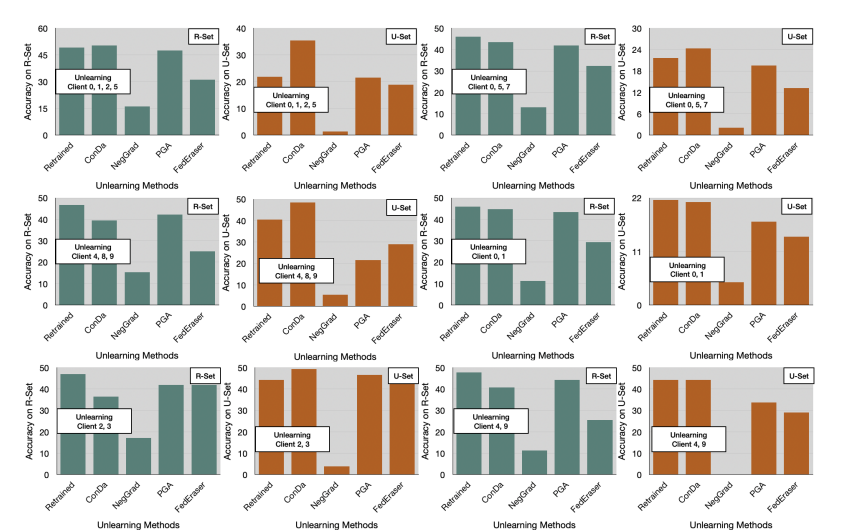 Accuracy on R-Set
60
45
30
15
0
R-Set
Unlearning
Client 0, 1, 2, 5
Retrained
ConDa
NegGrad
PGA
FedEraser
Unlearning Methods
Accuracy on U-Set
40
30
20
10
0
U-Set
Unlearning
Client 0, 1, 2, 5
Retrained
ConDa
NegGrad
PGA
FedEraser
Unlearning Methods
Accuracy on R-Set
50
40
30
20
10
0
R-Set
Unlearning
Client 0, 5, 7
Retrained
ConDa
NegGrad
PGA
FedEraser
Unlearning Methods
Accuracy on U-Set
30
24
18
12
6
0
U-Set
Unlearning
Client 0, 5, 7
Retrained
ConDa
NegGrad
PGA
FedEraser
Unlearning Methods
Accuracy on R-Set
50
40
30
20
10
0
R-Set
Unlearning
Client 4, 8, 9
Retrained
ConDa
NegGrad
PGA
FedEraser
Unlearning Methods
Accuracy on U-Set
50
40
30
20
10
0
U-Set
Unlearning
Client 4, 8, 9
Retrained
ConDa
NegGrad
PGA
FedEraser
Unlearning Methods
Accuracy on R-Set
50
40
30
20
10
0
R-Set
Unlearning
Client 0, 1
Retrained
ConDa
NegGrad
PGA
FedEraser
Unlearning Methods
Accuracy on U-Set
22
11
0
U-Set
Unlearning
Client 0, 1
Retrained
ConDa
NegGrad
PGA
FedEraser
Unlearning Methods
Accuracy on R-Set
50
40
30
20
10
0
R-Set
Unlearning
Client 2, 3
Retrained
ConDa
NegGrad
PGA
FedEraser
Unlearning Methods
Accuracy on U-Set
50
40
30
20
10
0
U-Set
Unlearning
Client 2, 3
Retrained
ConDa
NegGrad
PGA
FedEraser
Unlearning Methods
Accuracy on R-Set
50
40
30
20
10
0
R-Set
Unlearning
Client 4, 9
Retrained
ConDa
NegGrad
PGA
FedEraser
Unlearning Methods
Accuracy on U-Set
50
40
30
20
10
0
U-Set
Unlearning
Client 4, 9
Retrained
ConDa
NegGrad
PGA
FedEraser
Unlearning Methods